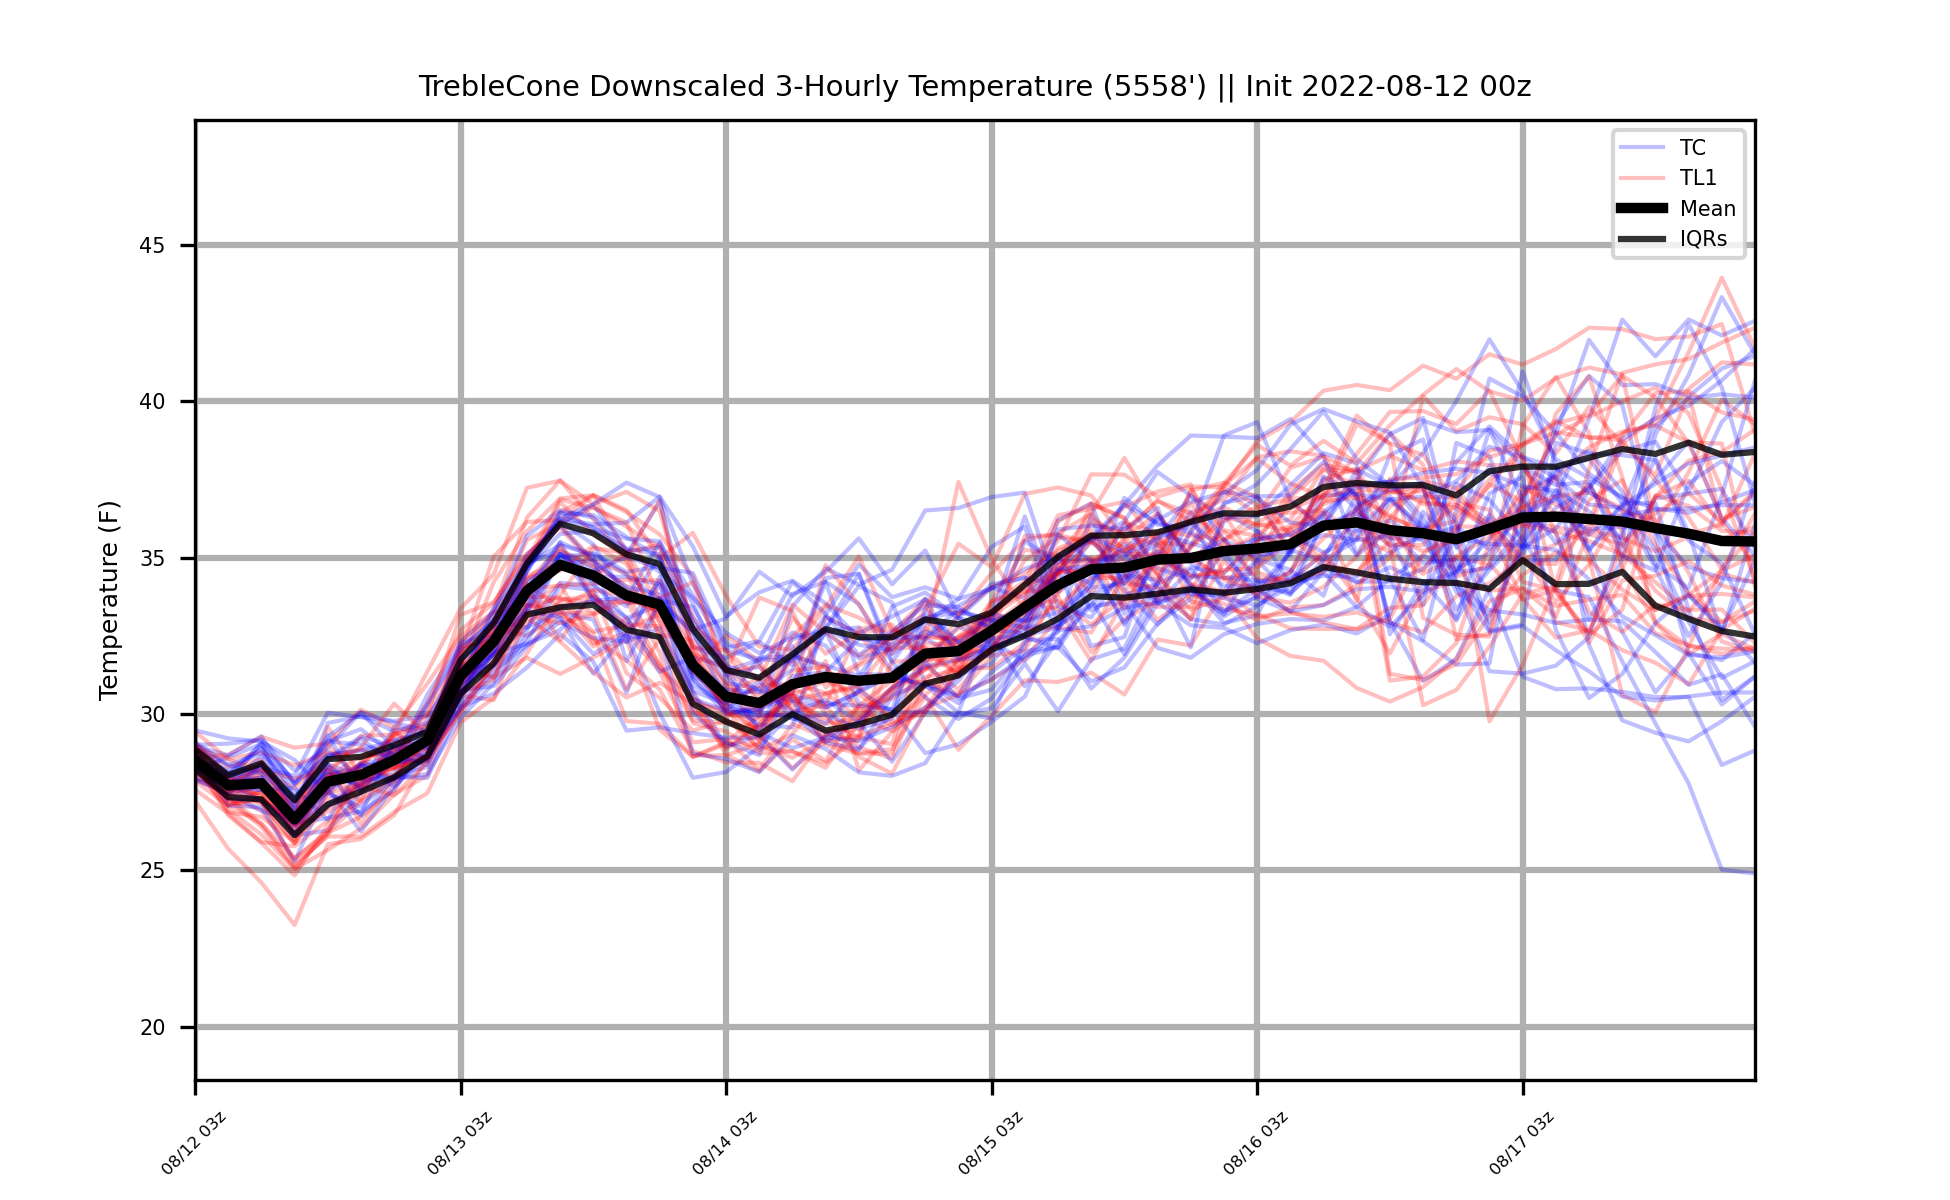 TrebleCone Downscaled 3-Hourly Temperature (5558') || Init 2022-08-12 00z
TC
TL1
Mean
IQRs
Temperature (F)
45
40
35
30
25
20
08/12 03z
08/13 03z
08/14 03z
08/15 03z
08/16 03z
08/17 03z